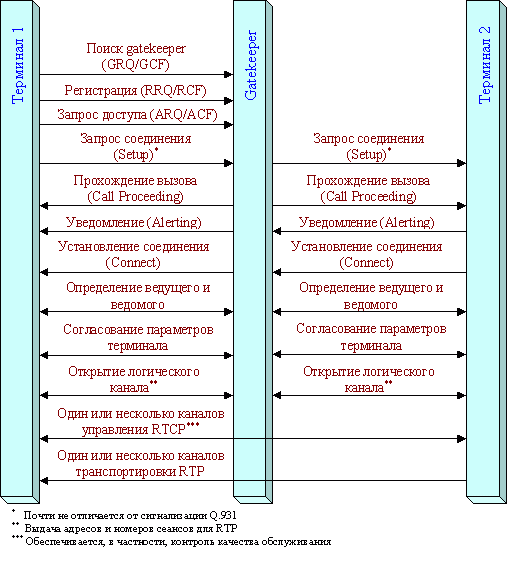 Терминал 1
Gatekeeper
Терминал 2
Поиск gatekeeper
(GRQ/GCF)
Регистрация (RRQ/RCF)
Запрос доступа (ARQ/ACF)
Запрос соединения
(Setup)*
Запрос соединения
(Setup)*
Прохождение вызова
(Call Proceeding)
Прохождение вызова
(Call Proceeding)
Уведомление (Alerting)
Уведомление (Alerting)
Установление соединения
(Connect)
Установление соединения
(Connect)
Определение ведущего и
ведомого
Определение ведущего и
ведомого
Согласование параметров
терминала
Согласование параметров
терминала
Открытие логического
канала**
Открытие логического
канала**
Один или несколько каналов
управления RTCP***
Один или несколько каналов
транспортировки RTP
* Почти не отличается от сигнализации Q.931
** Выдача адресов и номеров сеансов для RTP
*** Обеспечивается, в частности, контроль качества обслуживания